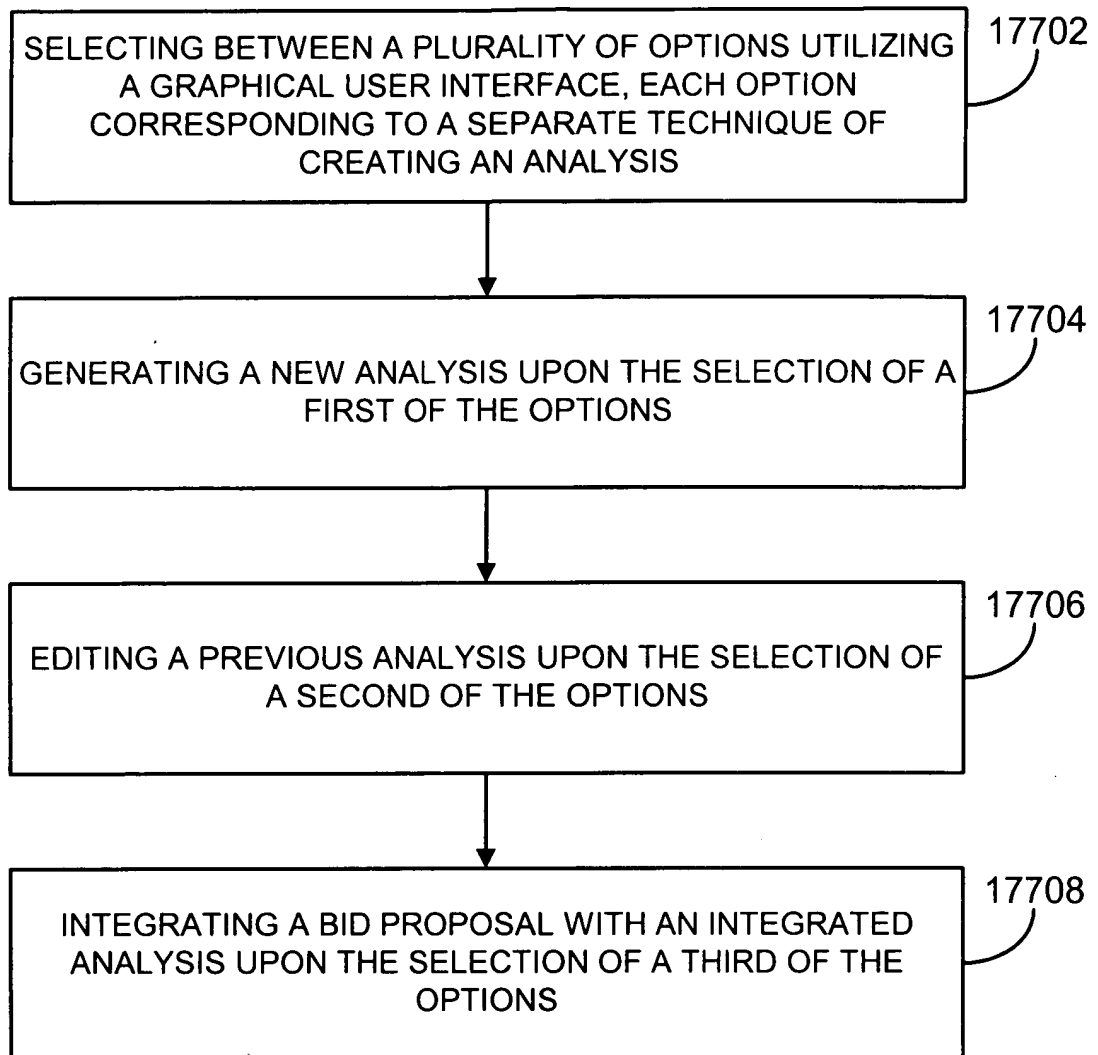 SELECTING BETWEEN A PLURALITY OF OPTIONS UTILIZING
A GRAPHICAL USER INTERFACE, EACH OPTION
CORRESPONDING TO A SEPARATE TECHNIQUE OF
CREATING AN ANALYSIS
17702
GENERATING A NEW ANALYSIS UPON THE SELECTION OF A
FIRST OF THE OPTIONS
17704
EDITING A PREVIOUS ANALYSIS UPON THE SELECTION OF
A SECOND OF THE OPTIONS
17706
INTEGRATING A BID PROPOSAL WITH AN INTEGRATED
ANALYSIS UPON THE SELECTION OF A THIRD OF THE
OPTIONS
17708